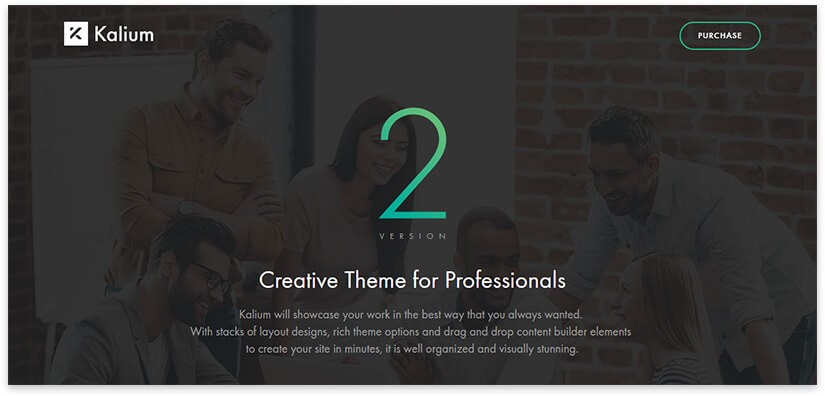 Kalium
PURCHASE
2
VERSION
Creative Theme for Professionals
Kalium will showcase your work in the best way that you always wanted.
With stacks of layout designs, rich theme options and drag and drop content builder elements
to create your site in minutes, it is well organized and visually stunning.